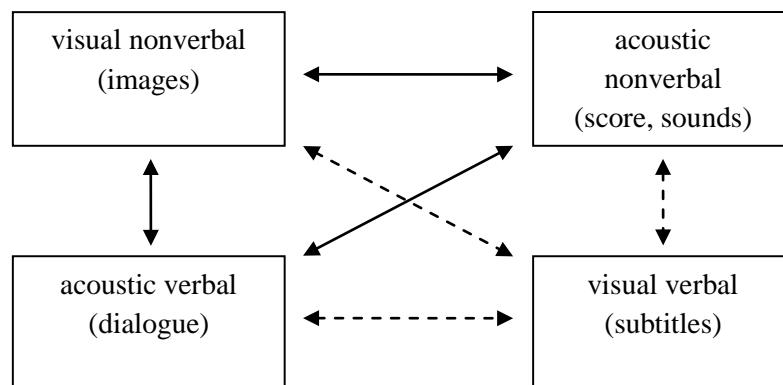 visual nonverbal
(images)
acoustic
nonverbal
(score, sounds)
acoustic verbal
(dialogue)
visual verbal
(subtitles)